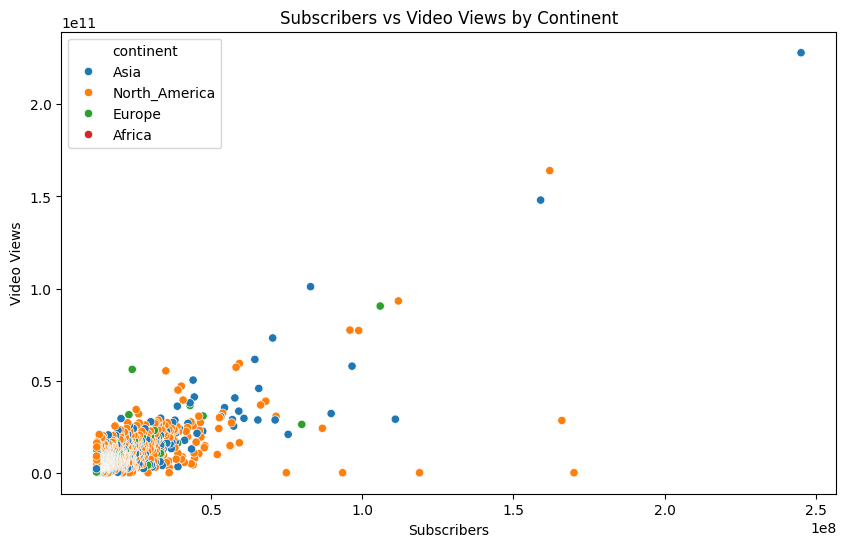 Subscribers vs Video Views by Continent
1e11
continent
Asia
North_America
Europe
Africa
2.0
1.5
1.0
0.5
0.0
Video Views
0.5
1.0
1.5
2.0
2.5
1e8
Subscribers